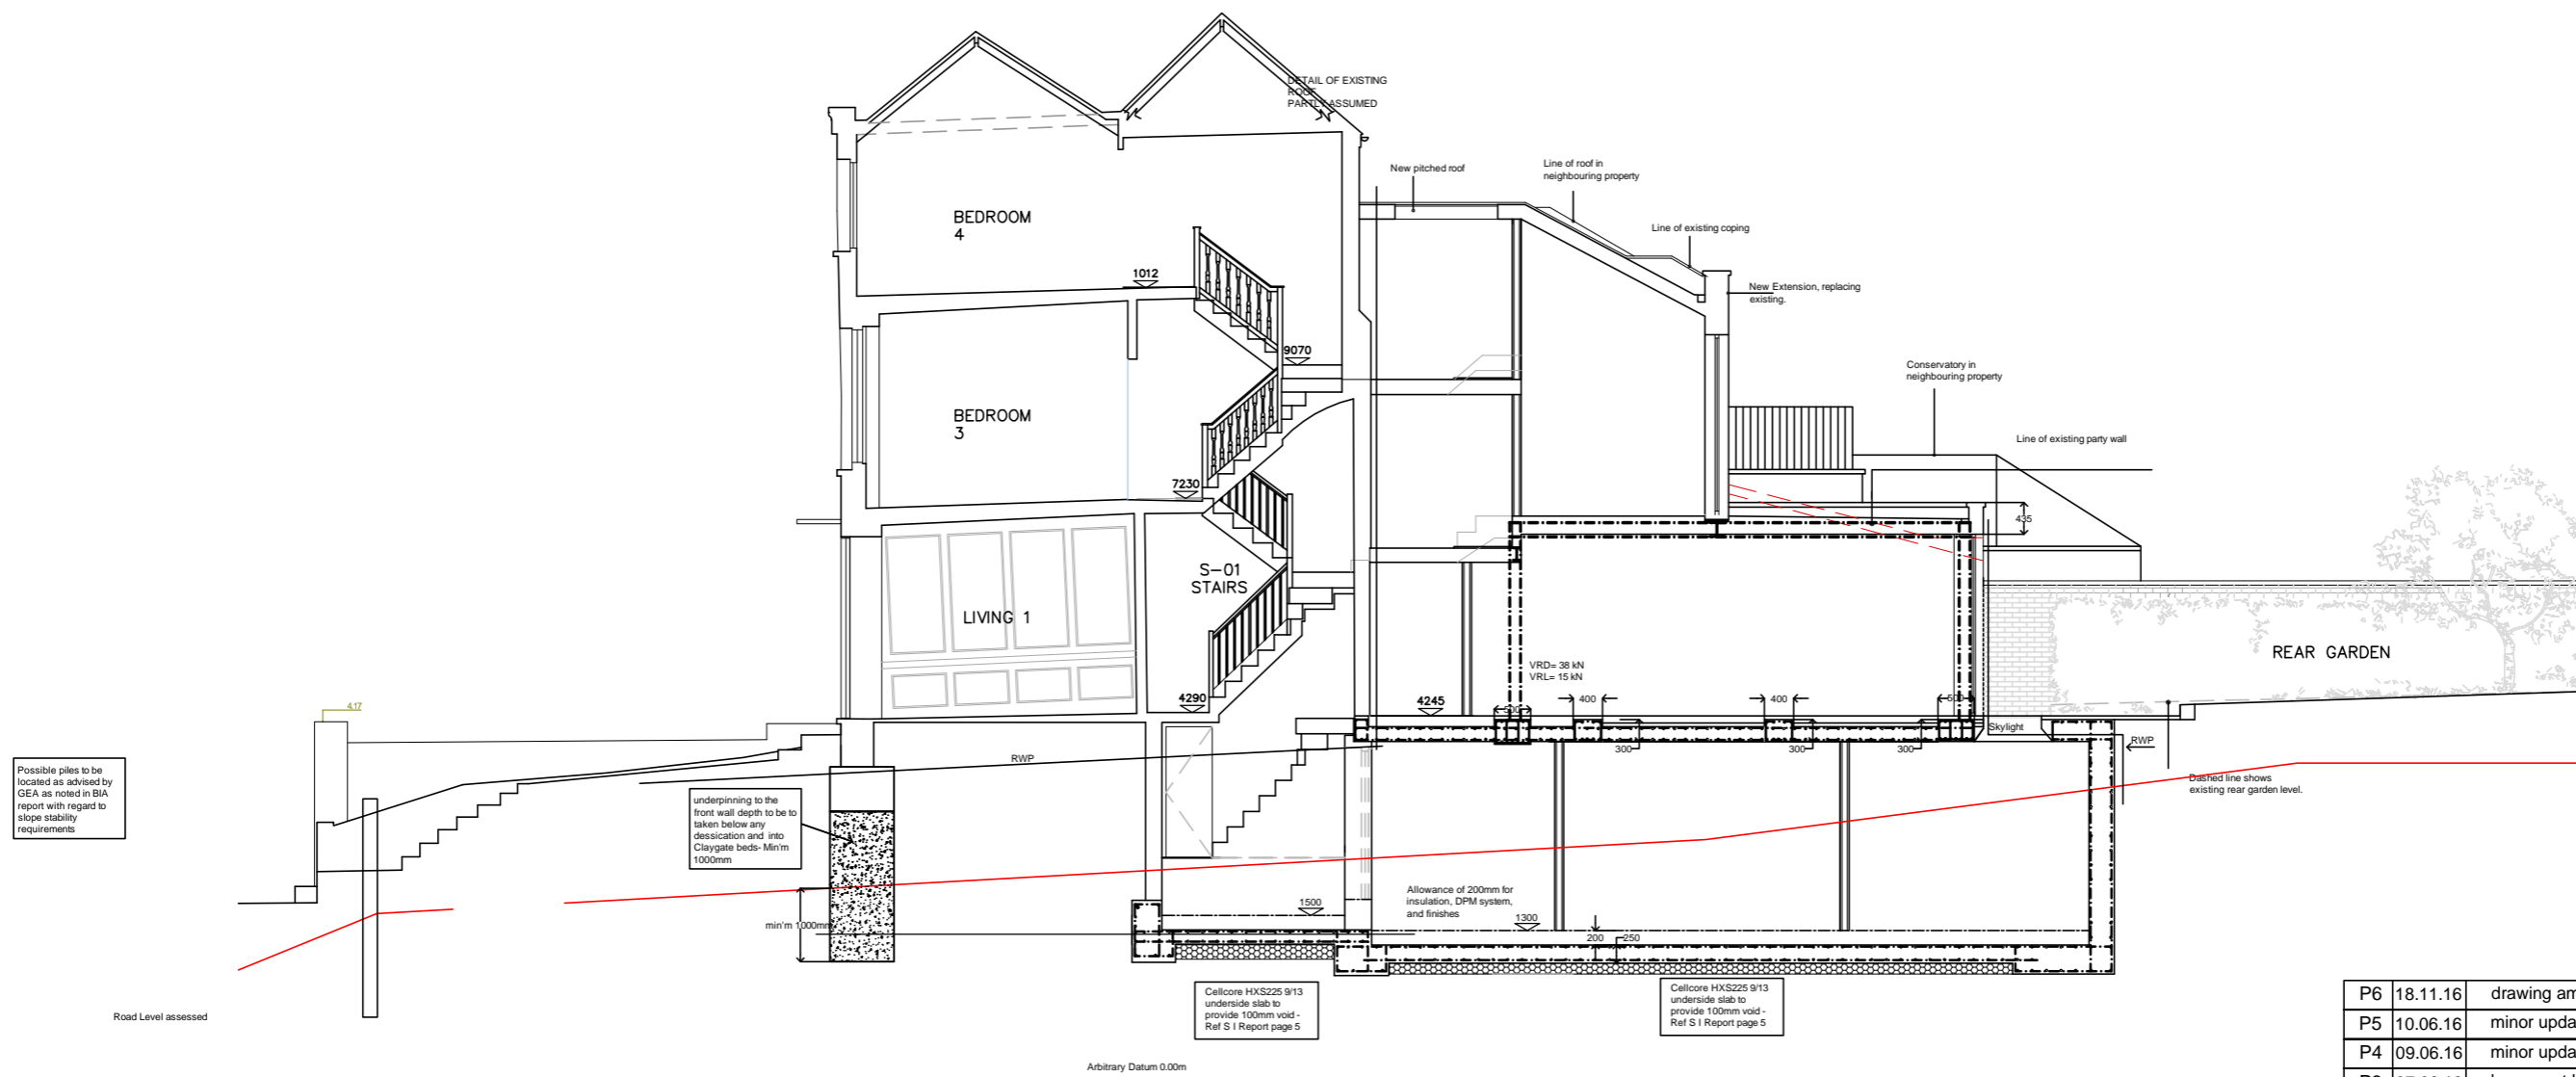 DETAIL OF EXISTING
ROOF
PARTLY ASSUMED
New pitched roof
Line of roof in
neighbouring property
Line of existing coping
New Extension, replacing
existing.
Conservatory in
neighbouring property
Line of existing party wall
BEDROOM
4
1012
9070
BEDROOM
3
7230
435
S-01
STAIRS
LIVING 1
REAR GARDEN
VRD= 38 kN
VRL= 15 kN
4290
4245
500
400
400
500
4.17
Skylight
RWP
RWP
300
300
300
Possible piles to be
located as advised by
GEA as noted in BIA
report with regard to
slope stability
requirements
underpinning to the
front wall depth to be to
taken below any
dessication and into
Claygate beds- Min'm
1000mm
Dashed line shows
existing rear garden level.
Allowance of 200mm for
insulation, DPM system,
and finishes
1500
1300
min'm 1000mm
200
250
Cellcore HXS225 9/13
underside slab to
provide 100mm void -
Ref S I Report page 5
Cellcore HXS225 9/13
underside slab to
provide 100mm void -
Ref S I Report page 5
Road Level assessed
Arbitrary Datum 0.00m
P6 18.11.16 drawing am
P5 10.06.16 minor upda
P4 09.06.16 minor upda